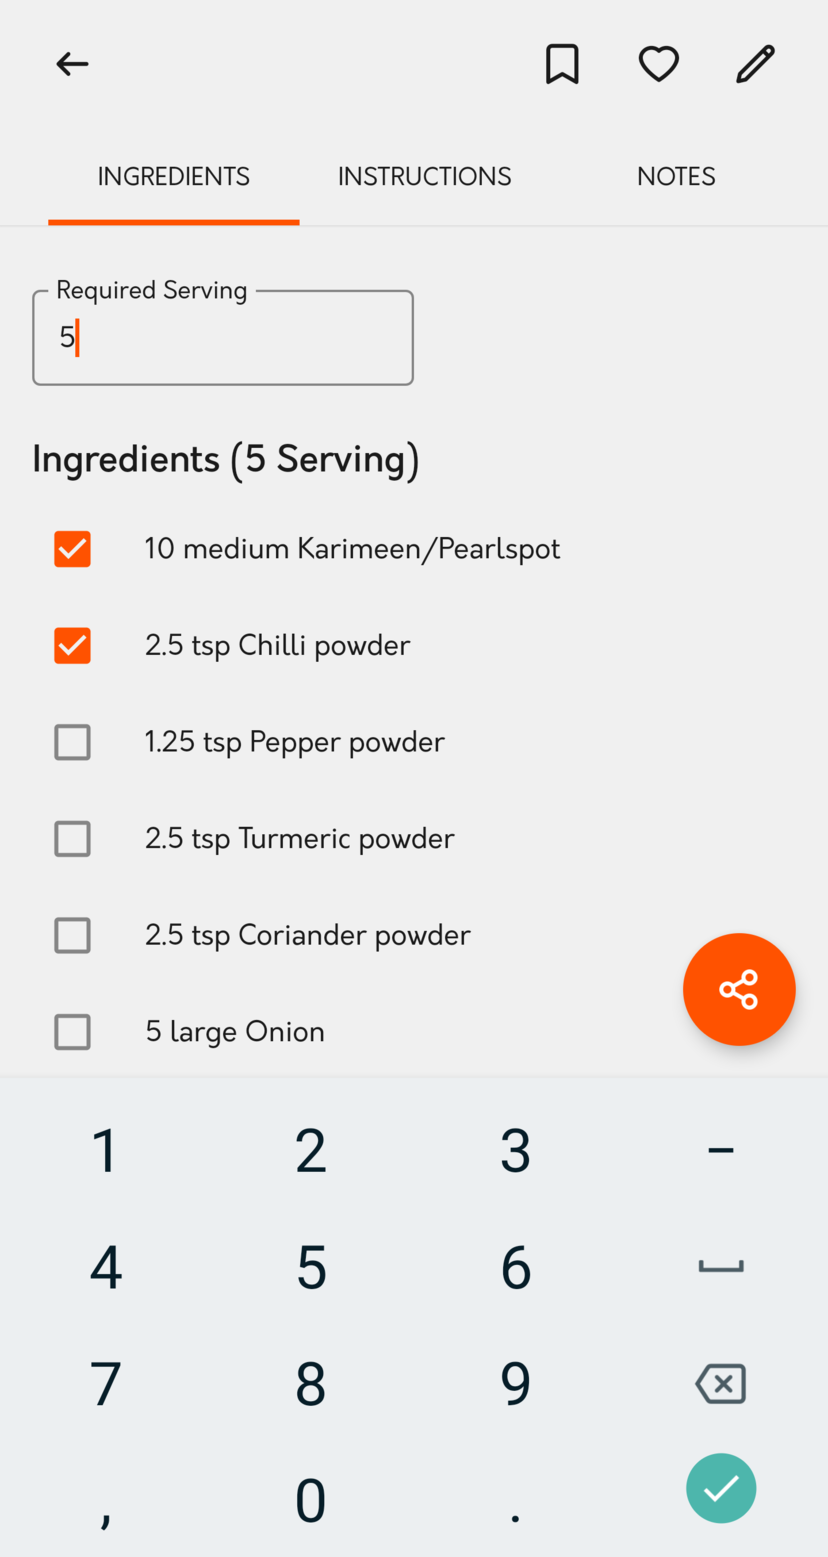 INGREDIENTS INSTRUCTIONS NOTES
Required Serving
5
Ingredients (5 Serving)
10 medium Karimeen/Pearlspot
2.5 tsp Chilli powder
1.25 tsp Pepper powder
2.5 tsp Turmeric powder
2.5 tsp Coriander powder
5 large Onion
1 2 3 -
4 5 6
7 8 9
, 0 .